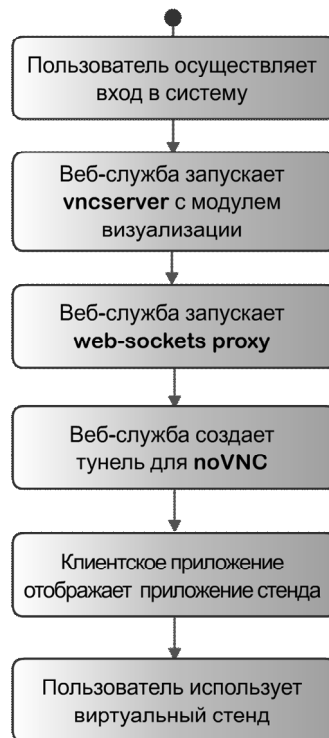 Пользователь осуществляет
вход в систему
Веб-служба запускает
vncserver с модулем
визуализации
Веб-служба запускает
web-sockets proxy
Веб-служба создает
тунель для noVNC
Клиентское приложение
отображает приложение стенда
Пользователь использует
виртуальный стенд